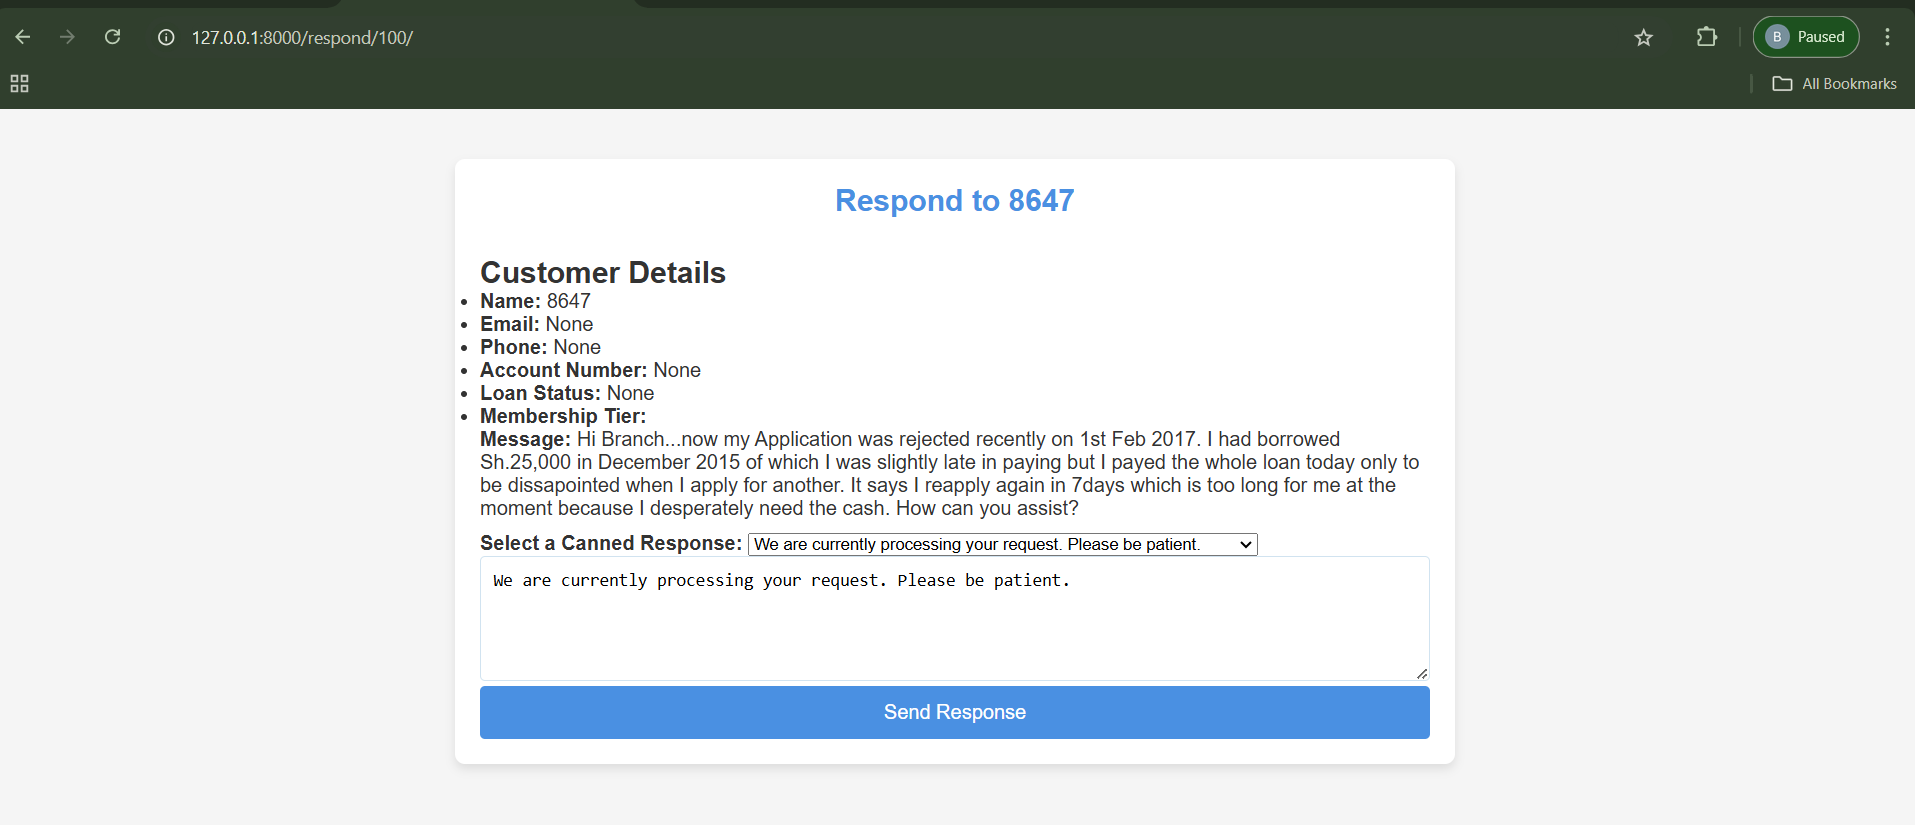 127.0.0.1:8000/respond/100/
B Paused
All Bookmarks
Respond to 8647
Customer Details
Name: 8647
Email: None
Phone: None
Account Number: None
Loan Status: None
Membership Tier:
Message: Hi Branch...now my Application was rejected recently on 1st Feb 2017. I had borrowed
Sh.25,000 in December 2015 of which I was slightly late in paying but I payed the whole loan today only to
be dissapointed when I apply for another. It says I reapply again in 7days which is too long for me at the
moment because I desperately need the cash. How can you assist?
Select a Canned Response: We are currently processing your request. Please be patient.
We are currently processing your request. Please be patient.
Send Response